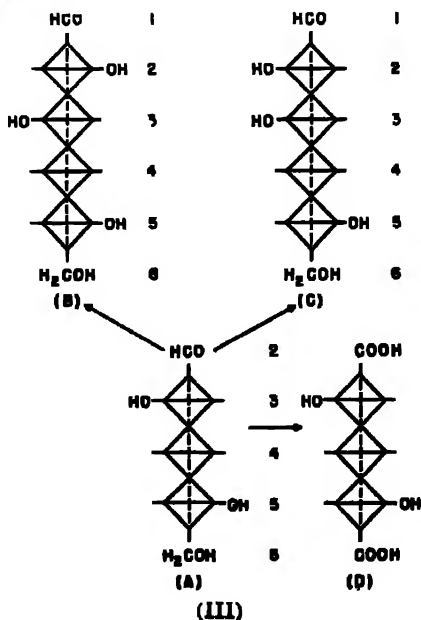 HCO 1 HCO 1
OH 2 HO 2
HO 3 HO 3
4 4
OH 5 OH 5
H₂COH 6 H₂COH 6
(B) (C)
HCO 2 COOH
HO 3 HO
4
OH 5 OH
H₂COH 6 COOH
(A) (D)
(III)